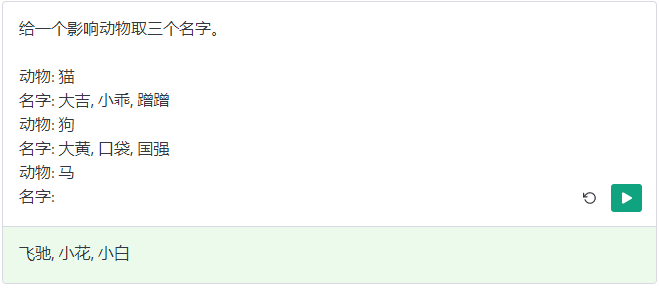 给一个影响动物取三个名字。
动物: 猫
名字: 大吉, 小乖, 蹭蹭
动物: 狗
名字: 大黄, 口袋, 国强
动物: 马
名字:
飞驰, 小花, 小白